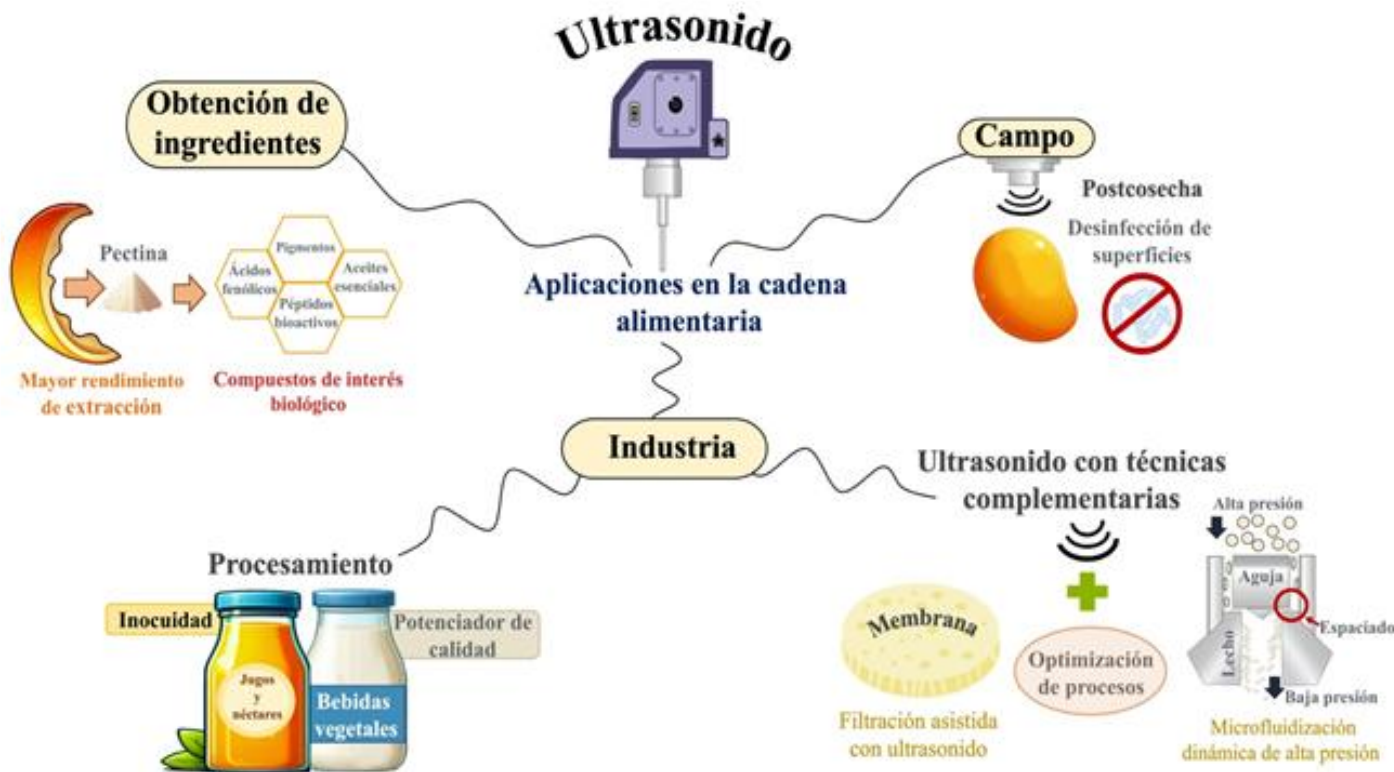 Ultrasonido
Obtención de
ingredientes
Pectina
Pigmentos
Ácidos
fenólicos
Aceites
esenciales
Péptidos
bioactivos
Mayor rendimiento
de extracción
Compuestos de interés
biológico
Aplicaciones en la cadena
alimentaria
Campo
Postcosecha
Desinfección de
superficies
Industria
Procesamiento
Inocuidad
Potenciador de
calidad
Jugos
y
néctares
Bebidas
vegetales
Ultrasonido con técnicas
complementarias
Membrana
Filtración asistida
con ultrasonido
Optimización
de procesos
Alta presión
Aguja
Espaciado
Lecho
Baja presión
Microfluidización
dinámica de alta presión